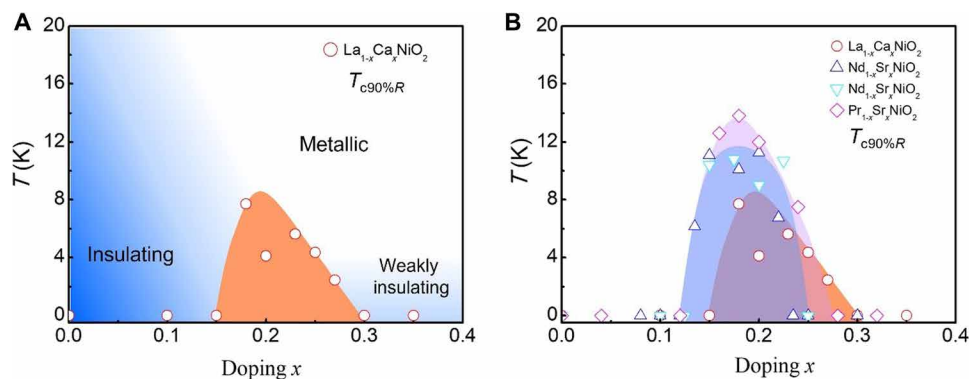 A
20
16
12
8
4
0
T (K)
La₁₋ₓCaₓNiO₂
Tc90%R
Metallic
Insulating
Weakly
insulating
0.0 0.1 0.2 0.3 0.4
Doping x
B
20
16
12
8
4
0
T (K)
La₁₋ₓCaₓNiO₂
Nd₁₋ₓSrₓNiO₂
Nd₁₋ₓSrₓNiO₂
Pr₁₋ₓSrₓNiO₂
Tc90%R
0.0 0.1 0.2 0.3 0.4
Doping x